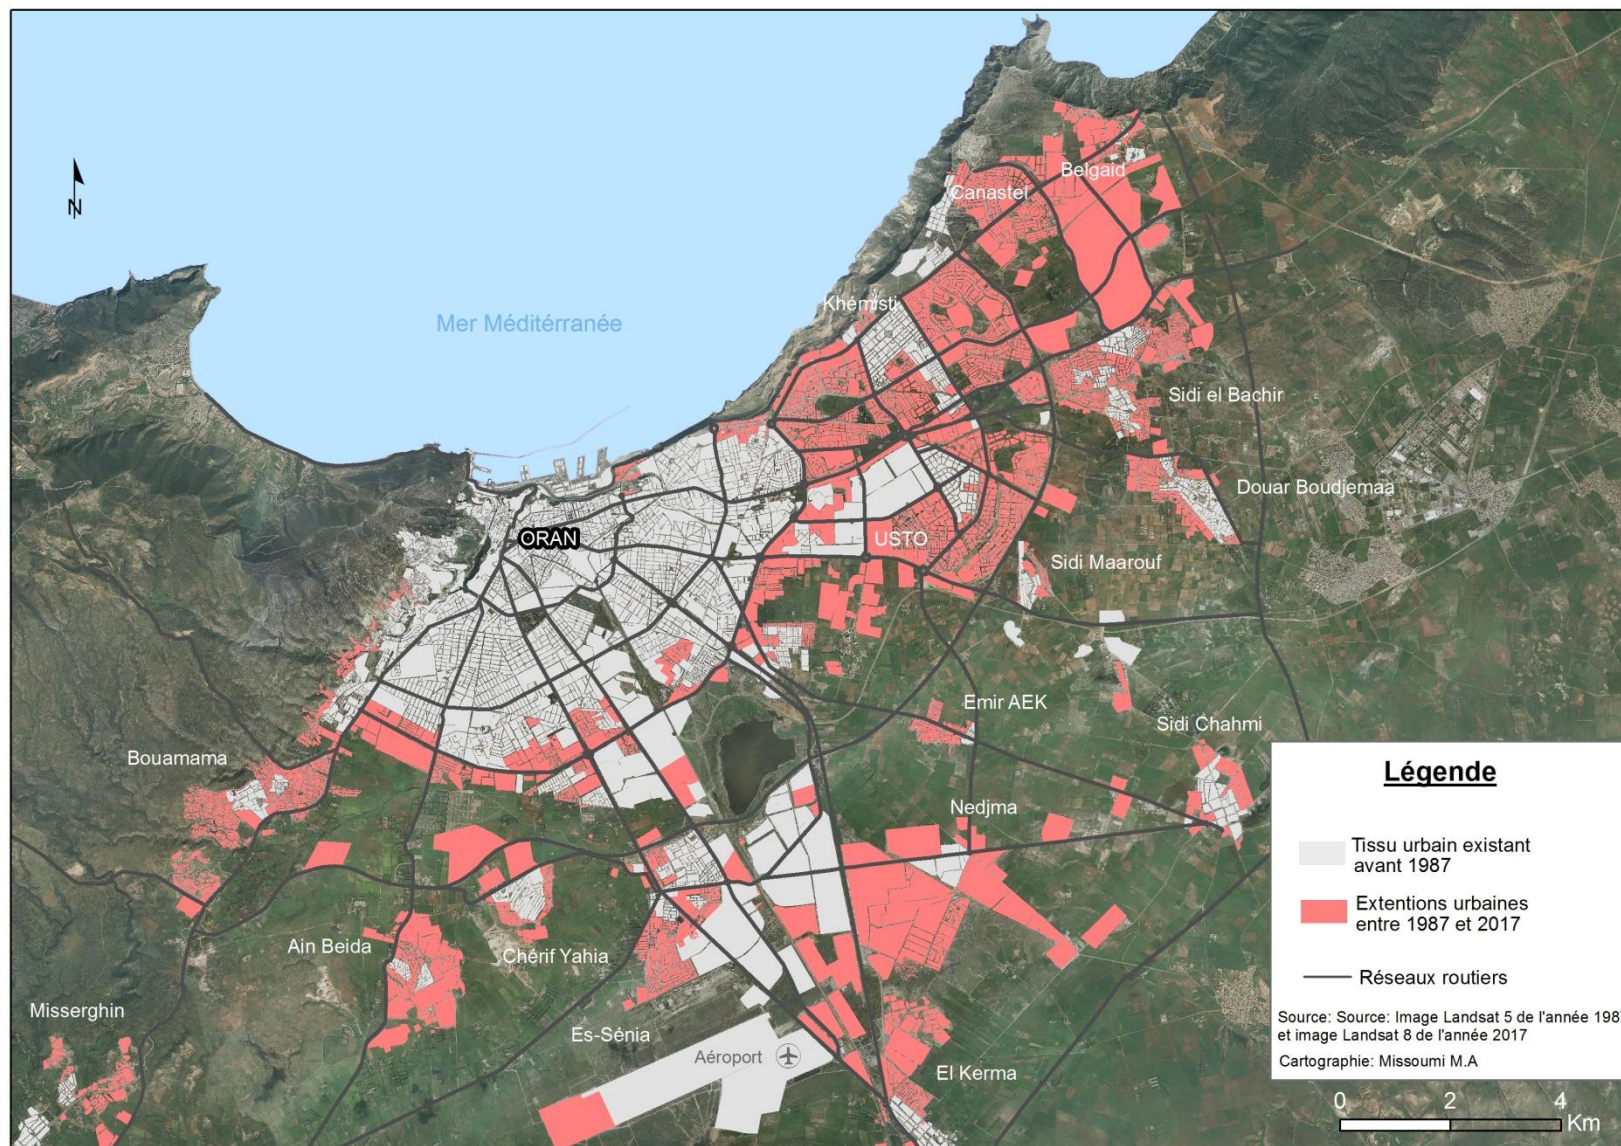 Belgaid
Canastel
N
Khémisti
Mer Méditérranée
Sidi el Bachir
Douar Boudjemaa
ORAN
USTO
Sidi Maarouf
Emir AEK
Sidi Chahmi
Bouamama
Nedjma
Ain Beida
Chérif Yahia
Misserghin
Es-Sénia
Aéroport
El Kerma
Légende
Tissu urbain existant
avant 1987
Extentions urbaines
entre 1987 et 2017
Réseaux routiers
Source: Source: Image Landsat 5 de l'année 198
et image Landsat 8 de l'année 2017
Cartographie: Missoumi M.A
0 2 4
Km